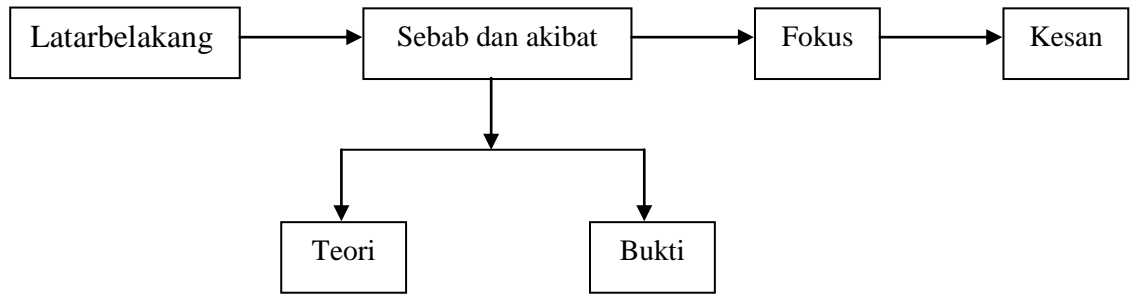 Latarbelakang
Sebab dan akibat
Fokus
Kesan
Teori
Bukti